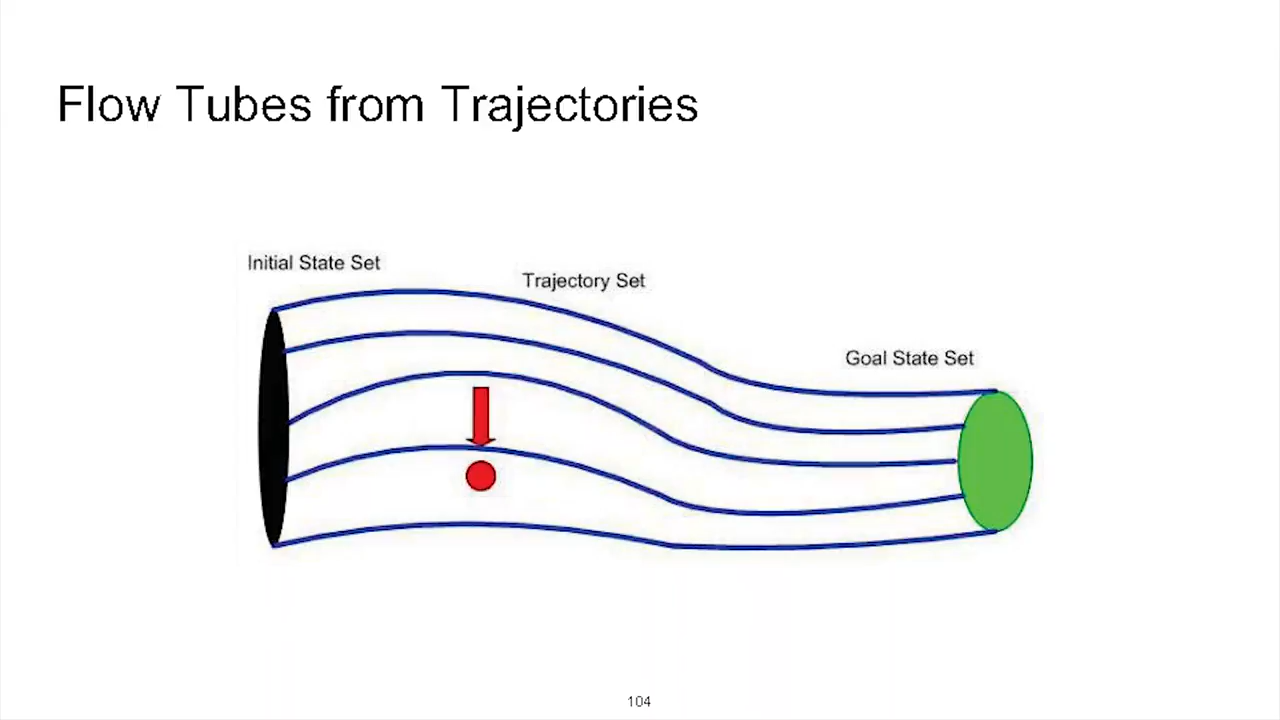 Flow Tubes from Trajectories
Initial State Set
Trajectory Set
Goal State Set
104